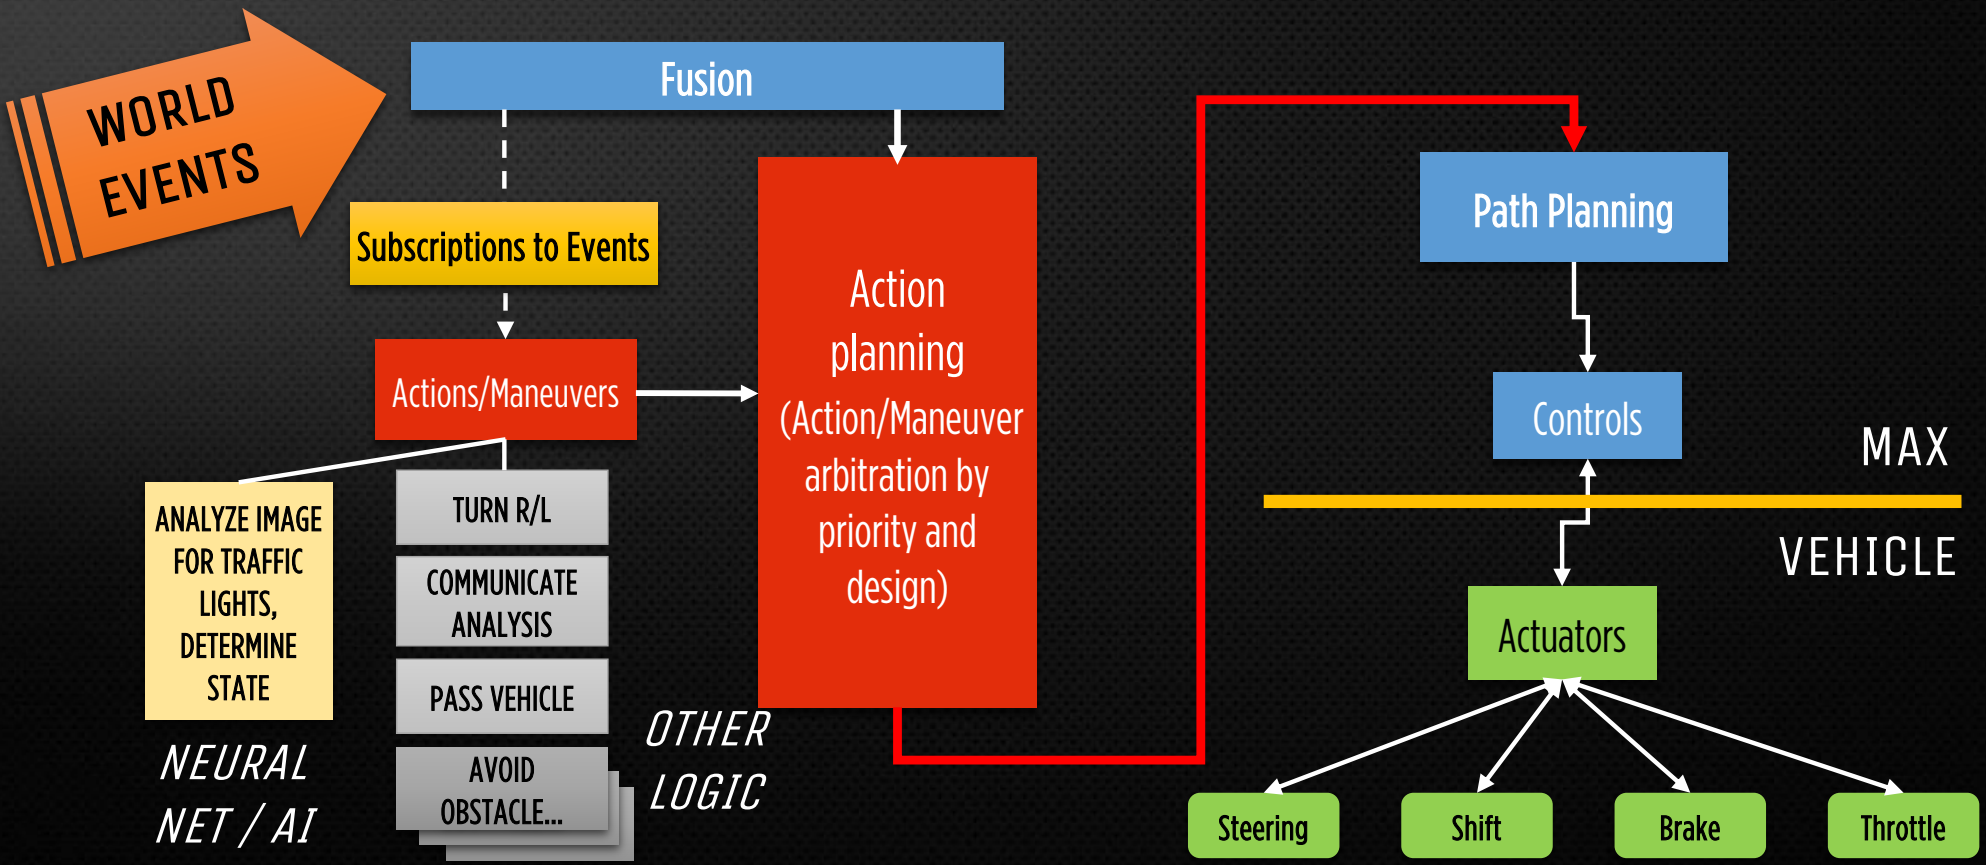 WORLD
EVENTS
Fusion
Subscriptions to Events
Actions/Maneuvers
ANALYZE IMAGE
FOR TRAFFIC
LIGHTS,
DETERMINE
STATE
NEURAL
NET / AI
TURN R/L
COMMUNICATE
ANALYSIS
PASS VEHICLE
AVOID
OBSTACLE...
OTHER
LOGIC
Action
planning
(Action/Maneuver
arbitration by
priority and
design)
Path Planning
Controls
MAX
VEHICLE
Actuators
Steering
Shift
Brake
Throttle